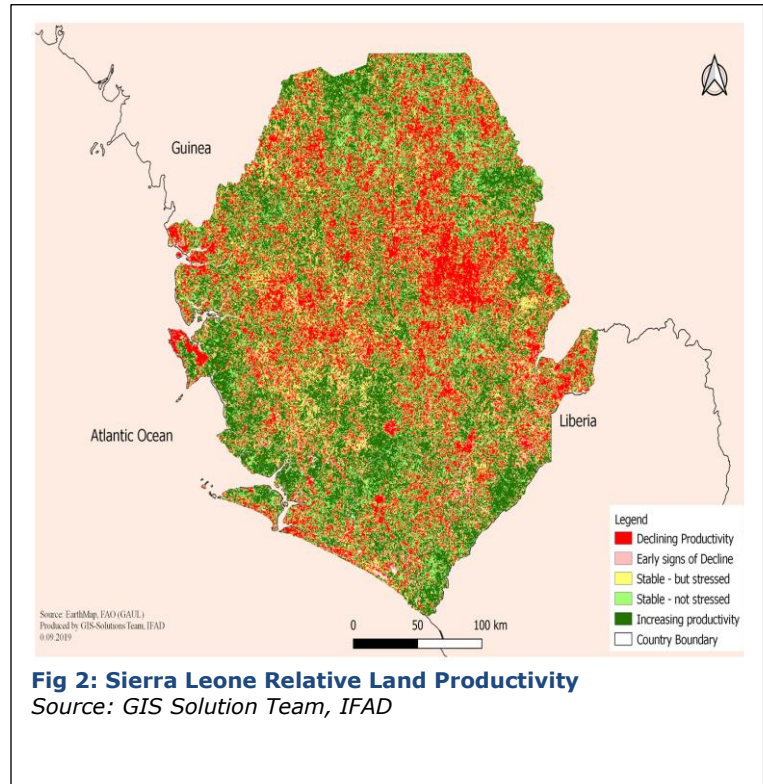 Guinea
Atlantic Ocean
Liberia
Legend
Declining Productivity
Early signs of Decline
Stable - but stressed
Stable - not stressed
Increasing productivity
Country Boundary
Source: EarthMap, FAO (GAUL)
Produced by GIS-Solutions Team, IFAD
0.09.2019
0 50 100 km
Fig 2: Sierra Leone Relative Land Productivity
Source: GIS Solution Team, IFAD